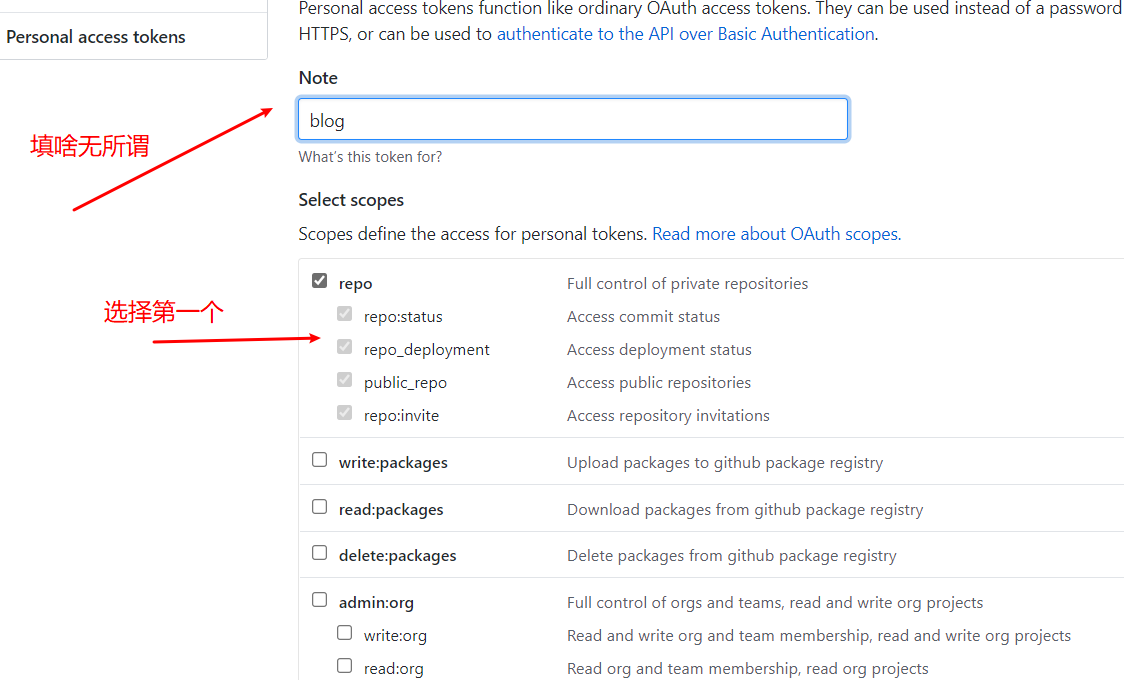 Personal access tokens function like ordinary OAuth access tokens. They can be used instead of a password
HTTPS, or can be used to authenticate to the API over Basic Authentication.
Personal access tokens
Note
blog
填啥无所谓
What's this token for?
Select scopes
Scopes define the access for personal tokens. Read more about OAuth scopes.
repo Full control of private repositories
选择第一个
repo:status Access commit status
repo_deployment Access deployment status
public_repo Access public repositories
repo:invite Access repository invitations
write:packages Upload packages to github package registry
read:packages Download packages from github package registry
delete:packages Delete packages from github package registry
admin:org Full control of orgs and teams, read and write org projects
write:org Read and write org and team membership, read and write org projects
read:org Read org and team membership, read org projects